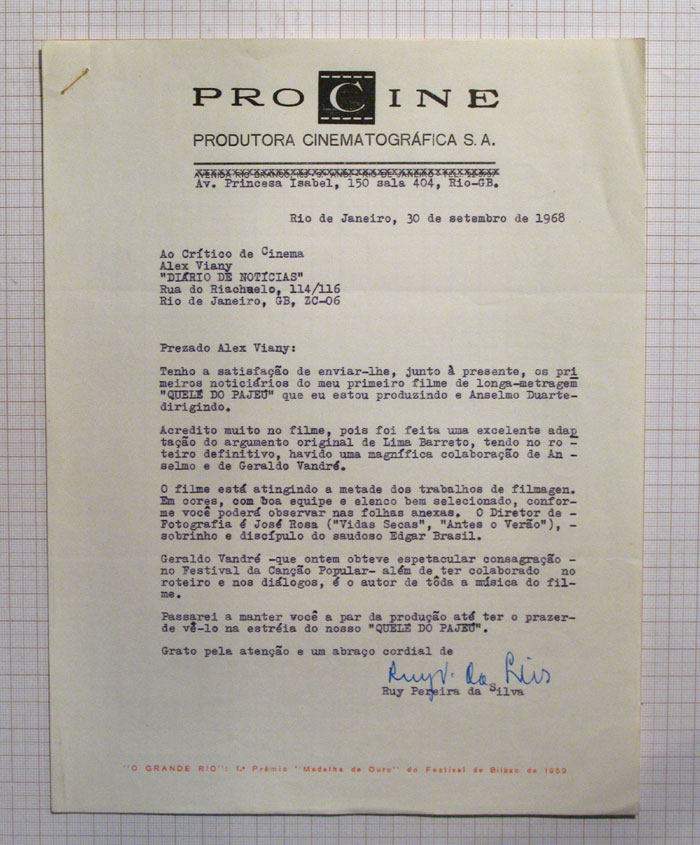 PRO C INE
PRODUTORA CINEMATOGRÁFICA S. A.
AVENIDA RIO BRANCO, - RIO DE JANEIRO - TEL.
Av. Princesa Isabel, 150 sala 404, Rio-GB.
Rio de Janeiro, 30 de setembro de 1968
Ao Crítico de Cinema
Alex Viany
"DIÁRIO DE NOTÍCIAS"
Rua do Riachuelo, 114/116
Rio de Janeiro, GB, ZC-06
Prezado Alex Viany:
Tenho a satisfação de enviar-lhe, junto à presente, os pri
meiros noticiários do meu primeiro filme de longa-metragem
"QUELÉ DO PAJEÚ" que eu estou produzindo e Anselmo Duarte-
dirigindo.
Acredito muito no filme, pois foi feita uma excelente adap
tação do argumento original de Lima Barreto, tendo no ro -
teiro definitivo, havido uma magnífica colaboração de An -
selmo e de Geraldo Vandré.
O filme está atingindo a metade dos trabalhos de filmagem.
Em cores, com boa equipe e elenco bem selecionado, confor-
me você poderá observar nas folhas anexas. O Diretor de -
Fotografia é José Rosa ("Vidas Secas", "Antes o Verão"), -
sobrinho e discípulo do saudoso Edgar Brasil.
Geraldo Vandré -que ontem obteve espetacular consagração -
no Festival da Canção Popular- além de ter colaborado no
roteiro e nos diálogos, é o autor de tôda a música do fil-
me.
Passarei a manter você a par da produção até ter o prazer-
de vê-lo na estréia do nosso "QUELÉ DO PAJEÚ".
Grato pela atenção e um abraço cordial de
Ruy Pereira da Silva
"O GRANDE RIO": 1.º Prêmio "Medalha de Ouro" do Festival de Bilbao de 1959